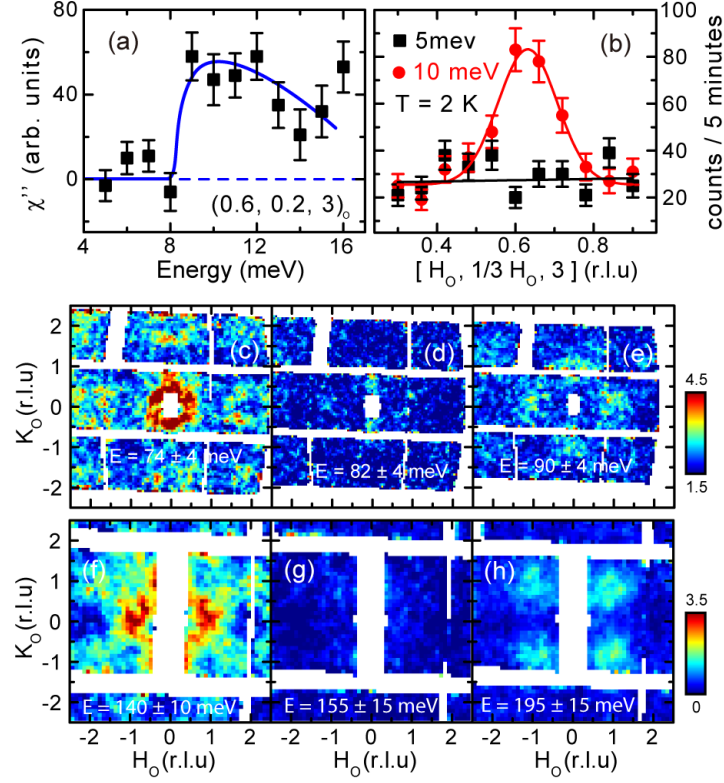 (a)
χ'' (arb. units)
80
40
0
(0.6, 0.2, 3)O
4 8 12 16
Energy (meV)
(b)
5mev
10 meV
T = 2 K
100
80
60
40
20
counts / 5 minutes
0.4 0.6 0.8
[ HO, 1/3 HO, 3 ] (r.l.u)
KO(r.l.u)
2
1
0
-1
-2
(c)
E = 74 ± 4 meV
(d)
E = 82 ± 4 meV
(e)
E = 90 ± 4 meV
4.5
1.5
KO(r.l.u)
2
1
0
-1
-2
(f)
E = 140 ± 10 meV
(g)
E = 155 ± 15 meV
(h)
E = 195 ± 15 meV
3.5
0
-2 -1 0 1 2
-2 -1 0 1 2
-2 -1 0 1 2
HO(r.l.u)
HO(r.l.u)
HO(r.l.u)